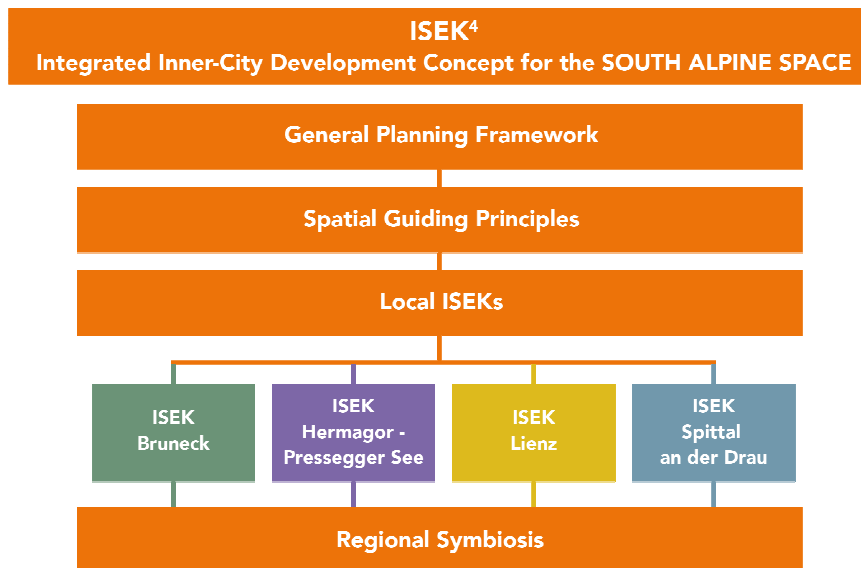 ISEK⁴
Integrated Inner-City Development Concept for the SOUTH ALPINE SPACE
General Planning Framework
Spatial Guiding Principles
Local ISEKs
ISEK
Bruneck
ISEK
Hermagor -
Pressegger See
ISEK
Lienz
ISEK
Spittal
an der Drau
Regional Symbiosis